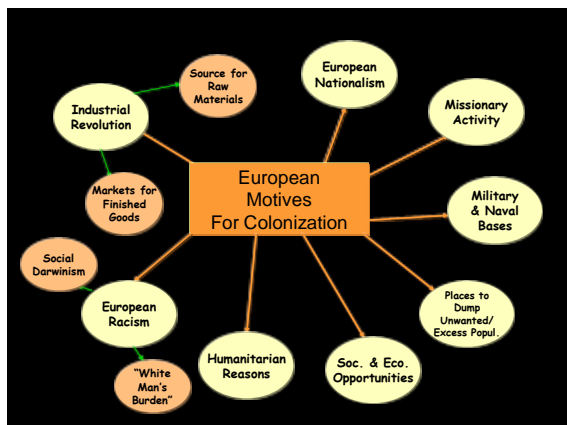 Source for
Raw
Materials
European
Nationalism
Industrial
Revolution
Missionary
Activity
European
Motives
For Colonization
Markets for
Finished
Goods
Military
& Naval
Bases
Social
Darwinism
European
Racism
Places to
Dump
Unwanted/
Excess Popul.
Humanitarian
Reasons
Soc. & Eco.
Opportunities
“White
Man’s
Burden”